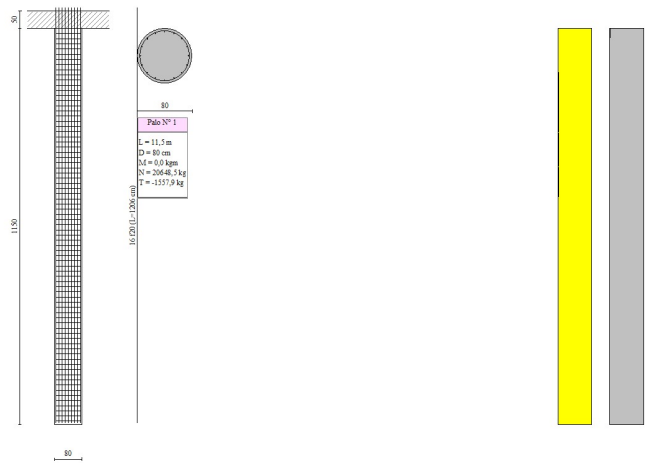 50
80
Palo N° 1
L = 11,5 m
D = 80 cm
M = 0,0 kgm
N = 20648,5 kg
T = -1557,9 kg
16 f20 (L=1206 cm)
1150
80